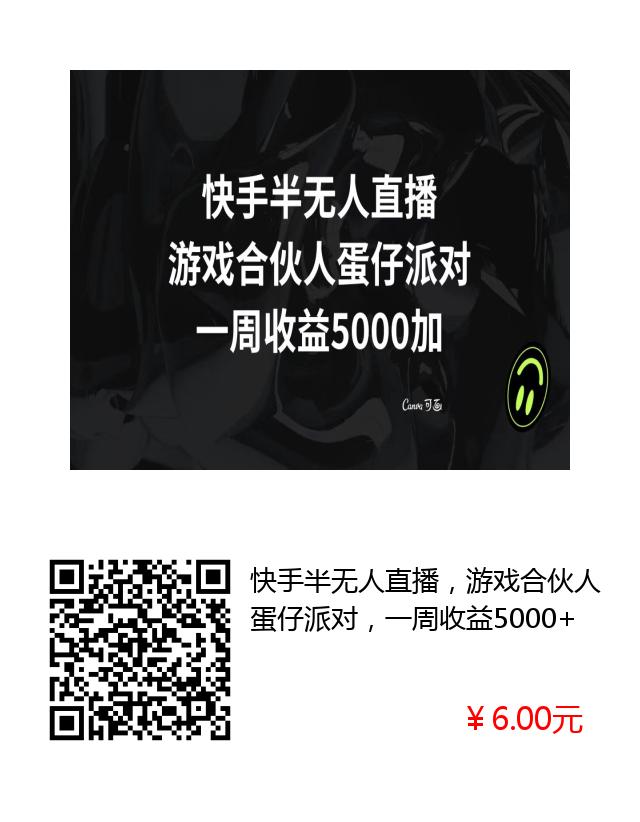 快手半无人直播
游戏合伙人蛋仔派对
一周收益5000加
Canva可画
快手半无人直播，游戏合伙人
蛋仔派对，一周收益5000+
￥6.00元